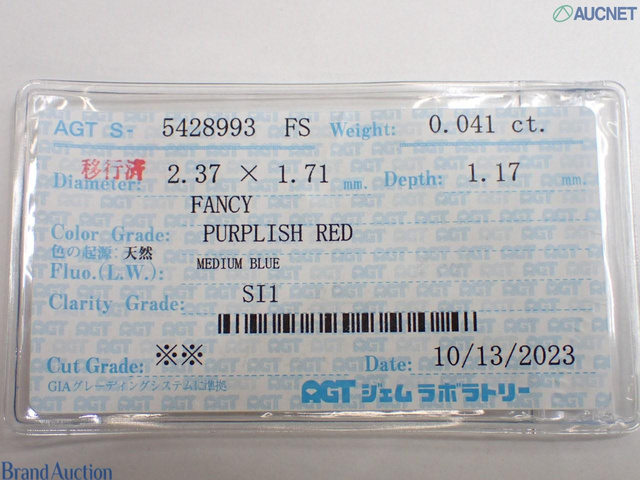 AUCNET
AGT S- 5428993 FS Weight: 0.041 ct.
移行済
Diameter: 2.37 × 1.71 mm. Depth: 1.17 mm.
FANCY
Color Grade: PURPLISH RED
色の起源: 天然
Fluo.(L.W.): MEDIUM BLUE
Clarity Grade: SI1
Cut Grade: ※※ Date: 10/13/2023
GIAグレーディングシステムに準拠
AGT ジェムラボラトリー
Brand Auction